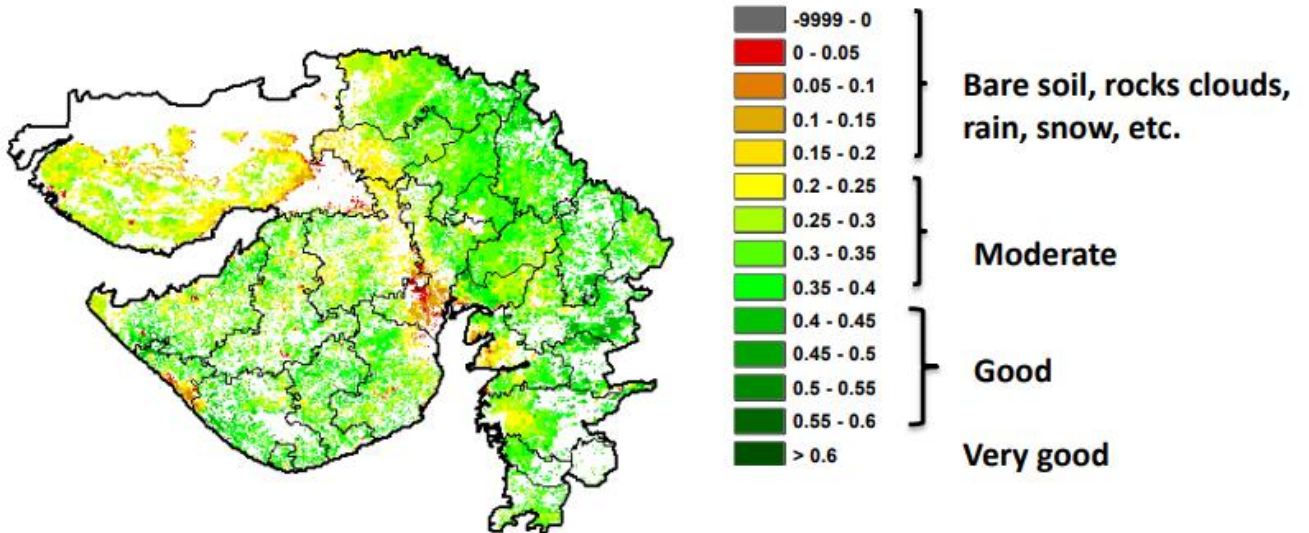 -9999 - 0
0 - 0.05
0.05 - 0.1
0.1 - 0.15
0.15 - 0.2
0.2 - 0.25
0.25 - 0.3
0.3 - 0.35
0.35 - 0.4
0.4 - 0.45
0.45 - 0.5
0.5 - 0.55
0.55 - 0.6
> 0.6
Bare soil, rocks clouds,
rain, snow, etc.
Moderate
Good
Very good